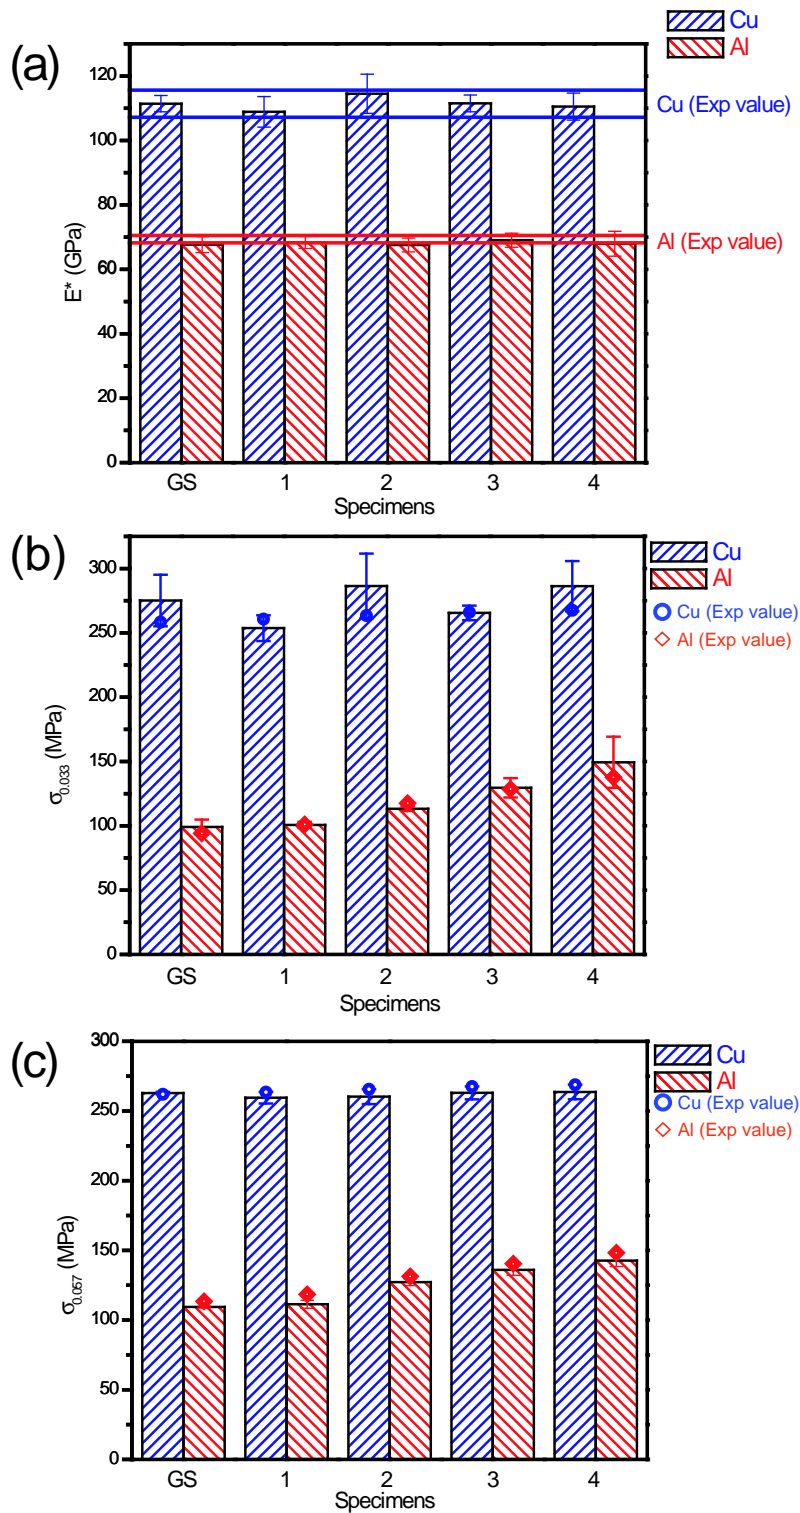 Cu
Al
(a)
120
100
80
60
40
20
0
E* (GPa)
Cu (Exp value)
Al (Exp value)
GS 1 2 3 4
Specimens
(b)
Cu
Al
Cu (Exp value)
Al (Exp value)
300
250
200
150
100
50
0
σ0.033 (MPa)
GS 1 2 3 4
Specimens
(c)
Cu
Al
Cu (Exp value)
Al (Exp value)
300
250
200
150
100
50
0
σ0.057 (MPa)
GS 1 2 3 4
Specimens